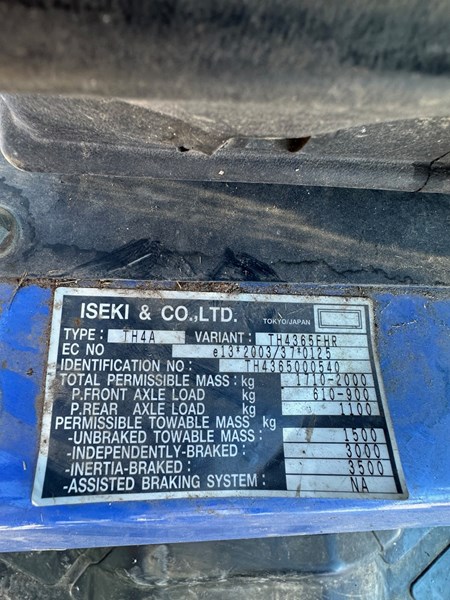 ISEKI & CO.,LTD.
TOKYO/JAPAN
TYPE: TH4A VARIANT: TH4365FHR
EC NO e13*2003/37*0125
IDENTIFICATION NO: TH4365000540
TOTAL PERMISSIBLE MASS: kg 1710-2000
P.FRONT AXLE LOAD kg 610-900
P.REAR AXLE LOAD kg 1100
PERMISSIBLE TOWABLE MASS kg
-UNBRAKED TOWABLE MASS: 1500
-INDEPENDENTLY-BRAKED: 3000
-INERTIA-BRAKED: 3500
-ASSISTED BRAKING SYSTEM: NA